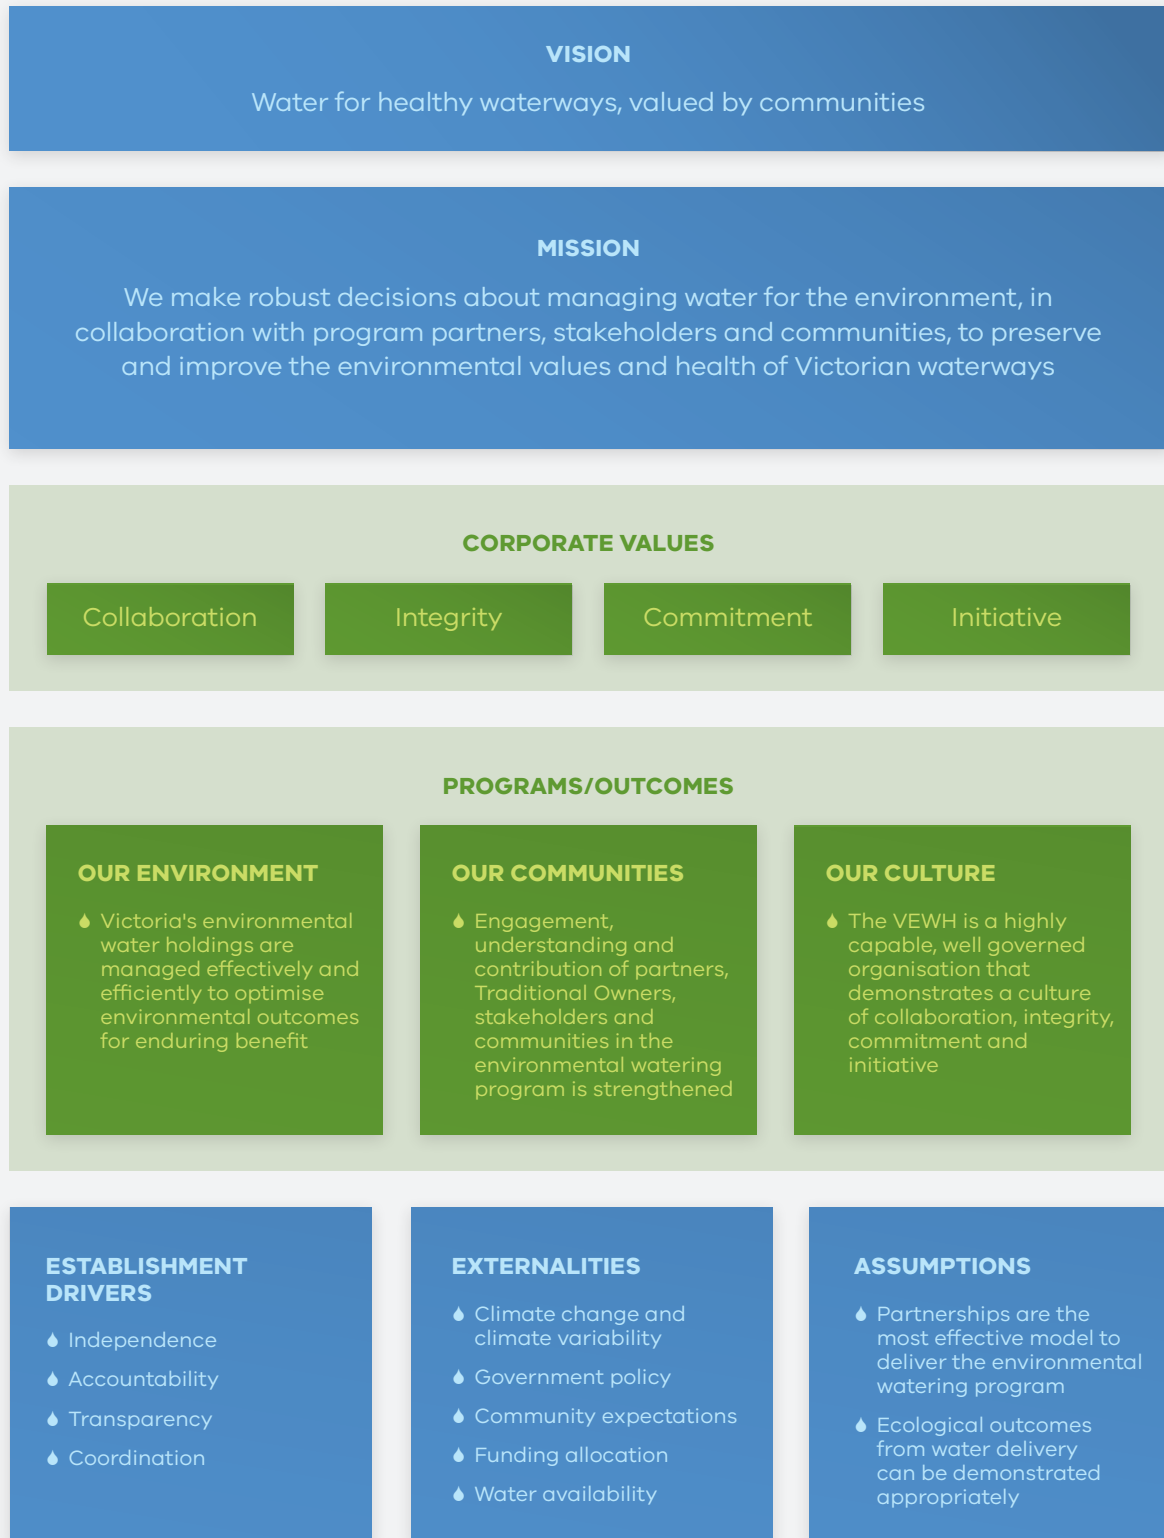 VISION
Water for healthy waterways, valued by communities
MISSION
We make robust decisions about managing water for the environment, in
collaboration with program partners, stakeholders and communities, to preserve
and improve the environmental values and health of Victorian waterways
CORPORATE VALUES
Collaboration
Integrity
Commitment
Initiative
PROGRAMS/OUTCOMES
OUR ENVIRONMENT
Victoria's environmental
water holdings are
managed effectively and
efficiently to optimise
environmental outcomes
for enduring benefit
OUR COMMUNITIES
Engagement,
understanding and
contribution of partners,
Traditional Owners,
stakeholders and
communities in the
environmental watering
program is strengthened
OUR CULTURE
The VEWH is a highly
capable, well governed
organisation that
demonstrates a culture
of collaboration, integrity,
commitment and
initiative
ESTABLISHMENT
DRIVERS
Independence
Accountability
Transparency
Coordination
EXTERNALITIES
Climate change and
climate variability
Government policy
Community expectations
Funding allocation
Water availability
ASSUMPTIONS
Partnerships are the
most effective model to
deliver the environmental
watering program
Ecological outcomes
from water delivery
can be demonstrated
appropriately